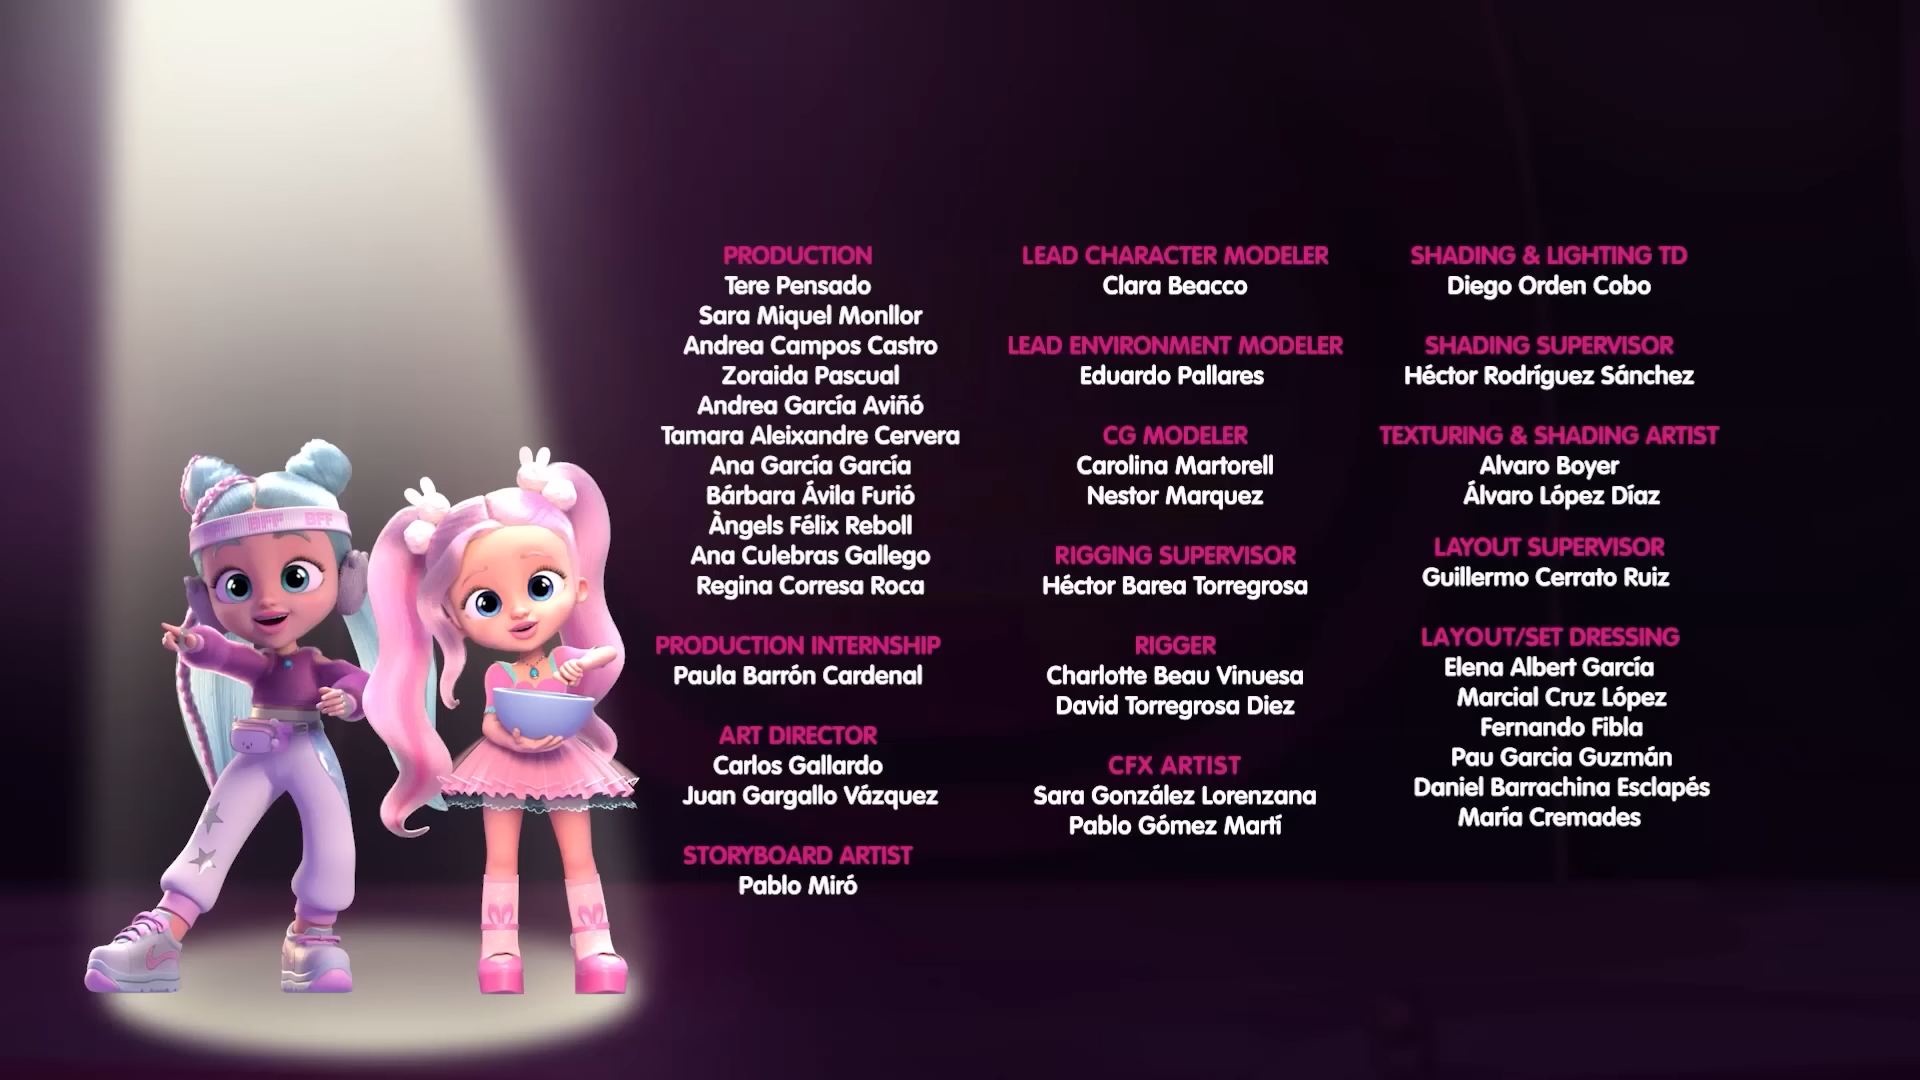 BFF BFF
PRODUCTION
Tere Pensado
Sara Miquel Monllor
Andrea Campos Castro
Zoraida Pascual
Andrea García Aviñó
Tamara Aleixandre Cervera
Ana García García
Bárbara Ávila Furió
Àngels Félix Reboll
Ana Culebras Gallego
Regina Corresa Roca
PRODUCTION INTERNSHIP
Paula Barrón Cardenal
ART DIRECTOR
Carlos Gallardo
Juan Gargallo Vázquez
STORYBOARD ARTIST
Pablo Miró
LEAD CHARACTER MODELER
Clara Beacco
LEAD ENVIRONMENT MODELER
Eduardo Pallares
CG MODELER
Carolina Martorell
Nestor Marquez
RIGGING SUPERVISOR
Héctor Barea Torregrosa
RIGGER
Charlotte Beau Vinuesa
David Torregrosa Diez
CFX ARTIST
Sara González Lorenzana
Pablo Gómez Martí
SHADING & LIGHTING TD
Diego Orden Cobo
SHADING SUPERVISOR
Héctor Rodríguez Sánchez
TEXTURING & SHADING ARTIST
Alvaro Boyer
Álvaro López Díaz
LAYOUT SUPERVISOR
Guillermo Cerrato Ruiz
LAYOUT/SET DRESSING
Elena Albert García
Marcial Cruz López
Fernando Fibla
Pau Garcia Guzmán
Daniel Barrachina Esclapés
María Cremades